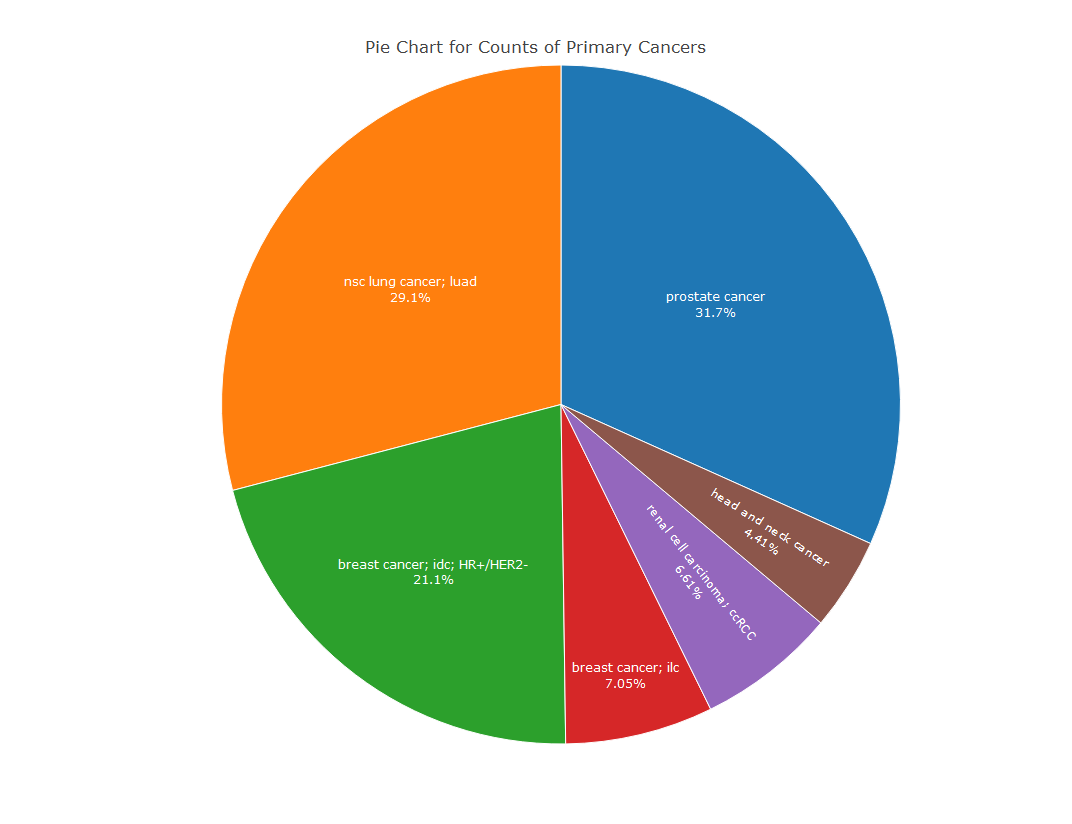 Pie Chart for Counts of Primary Cancers
prostate cancer
31.7%
nsc lung cancer; luad
29.1%
breast cancer; idc; HR+/HER2-
21.1%
breast cancer; ilc
7.05%
renal cell carcinoma; ccRCC
6.61%
head and neck cancer
4.41%